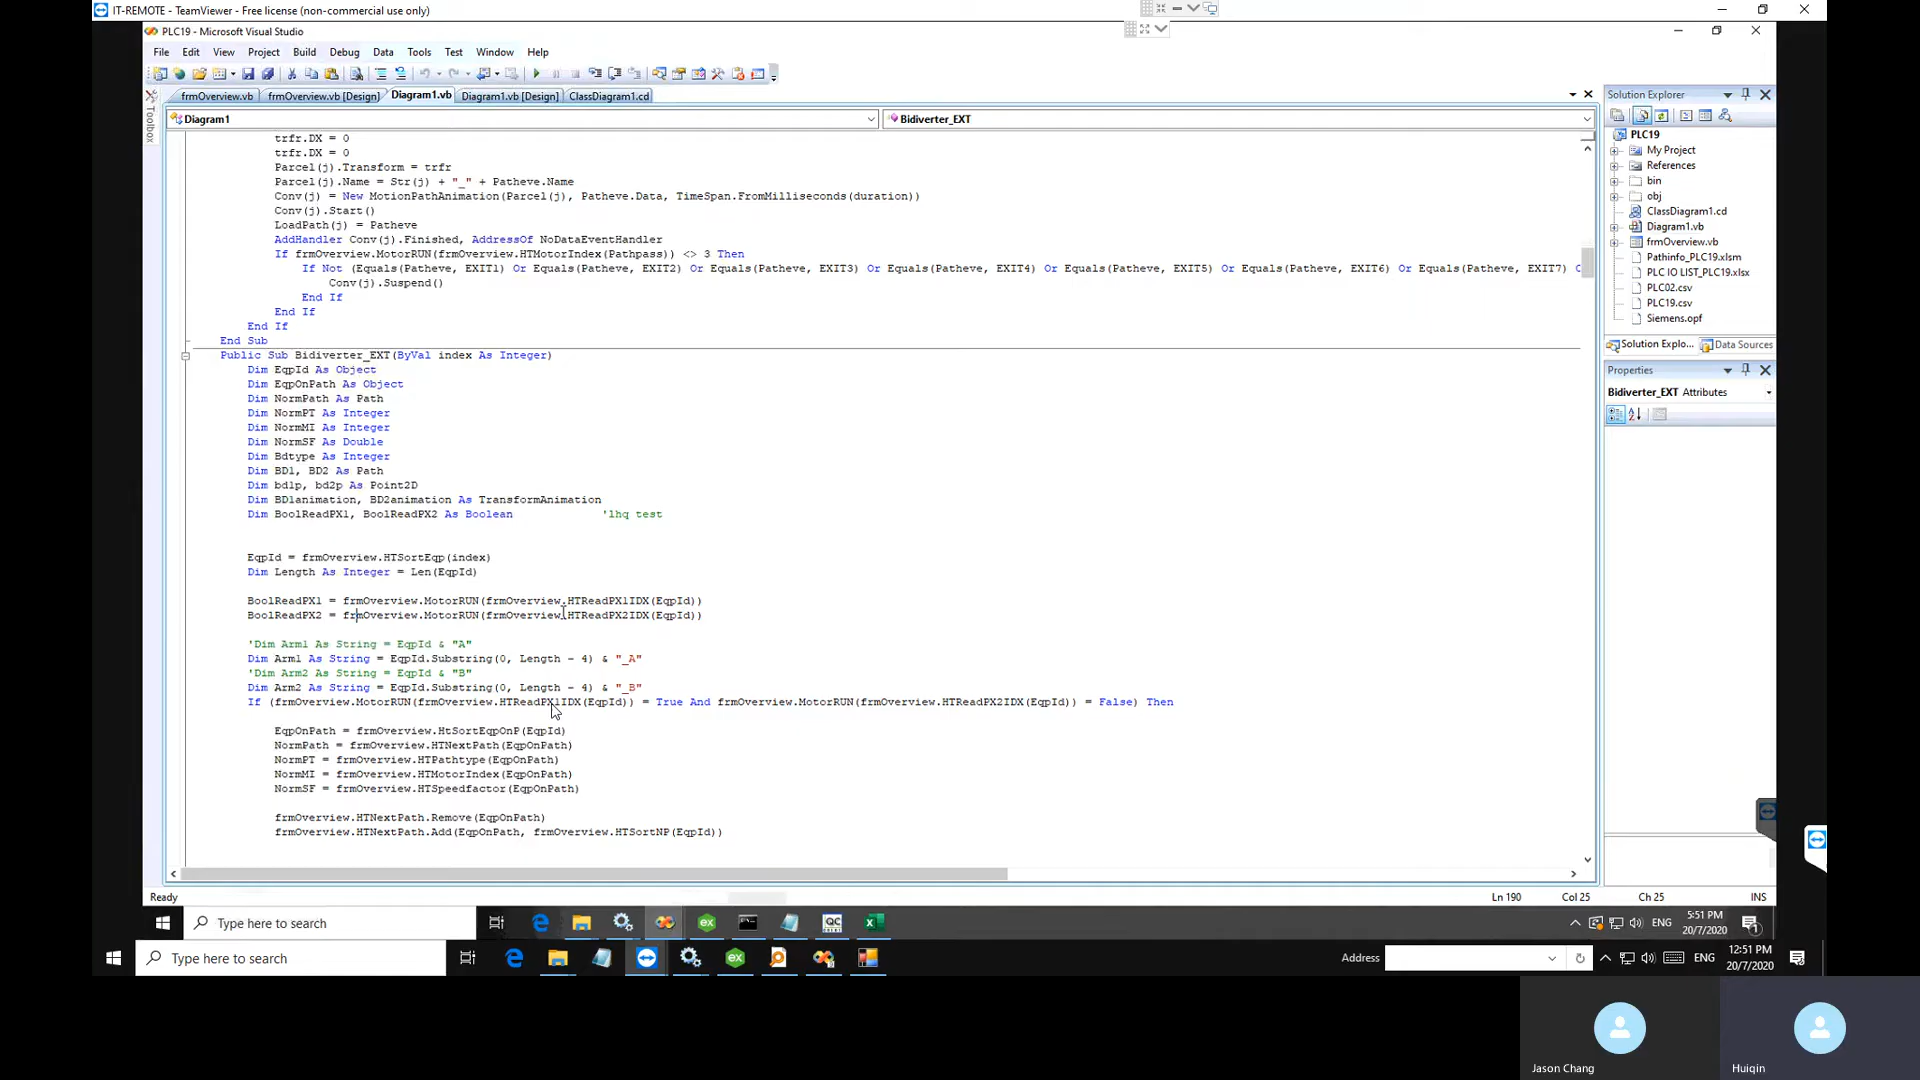 IT-REMOTE - TeamViewer - Free license (non-commercial use only)
PLC19 - Microsoft Visual Studio
File Edit View Project Build Debug Data Tools Test Window Help
frmOverview.vb frmOverview.vb [Design] Diagram1.vb Diagram1.vb [Design] ClassDiagram1.cd
Toolbox
Diagram1 Bidiverter_EXT
trfr.DX = 0
trfr.DX = 0
Parcel(j).Transform = trfr
Parcel(j).Name = Str(j) + "_" + Patheve.Name
Conv(j) = New MotionPathAnimation(Parcel(j), Patheve.Data, TimeSpan.FromMilliseconds(duration))
Conv(j).Start()
LoadPath(j) = Patheve
AddHandler Conv(j).Finished, AddressOf NoDataEventHandler
If frmOverview.MotorRUN(frmOverview.HTMotorIndex(Pathpass)) <> 3 Then
If Not (Equals(Patheve, EXIT1) Or Equals(Patheve, EXIT2) Or Equals(Patheve, EXIT3) Or Equals(Patheve, EXIT4) Or Equals(Patheve, EXIT5) Or Equals(Patheve, EXIT6) Or Equals(Patheve, EXIT7) O
Conv(j).Suspend()
End If
End If
End If
End Sub
Public Sub Bidiverter_EXT(ByVal index As Integer)
Dim EqpId As Object
Dim EqpOnPath As Object
Dim NormPath As Path
Dim NormPT As Integer
Dim NormMI As Integer
Dim NormSF As Double
Dim Bdtype As Integer
Dim BD1, BD2 As Path
Dim bd1p, bd2p As Point2D
Dim BD1animation, BD2animation As TransformAnimation
Dim BoolReadPX1, BoolReadPX2 As Boolean 'lhq test
EqpId = frmOverview.HTSortEqp(index)
Dim Length As Integer = Len(EqpId)
BoolReadPX1 = frmOverview.MotorRUN(frmOverview.HTReadPX1IDX(EqpId))
BoolReadPX2 = frmOverview.MotorRUN(frmOverview.HTReadPX2IDX(EqpId))
'Dim Arm1 As String = EqpId & "A"
Dim Arm1 As String = EqpId.Substring(0, Length - 4) & "_A"
'Dim Arm2 As String = EqpId & "B"
Dim Arm2 As String = EqpId.Substring(0, Length - 4) & "_B"
If (frmOverview.MotorRUN(frmOverview.HTReadPX1IDX(EqpId)) = True And frmOverview.MotorRUN(frmOverview.HTReadPX2IDX(EqpId)) = False) Then
EqpOnPath = frmOverview.HtSortEqpOnP(EqpId)
NormPath = frmOverview.HTNextPath(EqpOnPath)
NormPT = frmOverview.HTPathtype(EqpOnPath)
NormMI = frmOverview.HTMotorIndex(EqpOnPath)
NormSF = frmOverview.HTSpeedfactor(EqpOnPath)
frmOverview.HTNextPath.Remove(EqpOnPath)
frmOverview.HTNextPath.Add(EqpOnPath, frmOverview.HTSortNP(EqpId))
Solution Explorer
PLC19
My Project
References
bin
obj
ClassDiagram1.cd
Diagram1.vb
frmOverview.vb
Pathinfo_PLC19.xlsm
PLC IO LIST_PLC19.xlsx
PLC02.csv
PLC19.csv
Siemens.opf
Solution Explo... Data Sources
Properties
Bidiverter_EXT Attributes
Ready Ln 190 Col 25 Ch 25 INS
Type here to search
ex
QC
ENG
5:51 PM
20/7/2020
1
Type here to search
ex
Address
ENG
12:51 PM
20/7/2020
Jason Chang
Huiqin